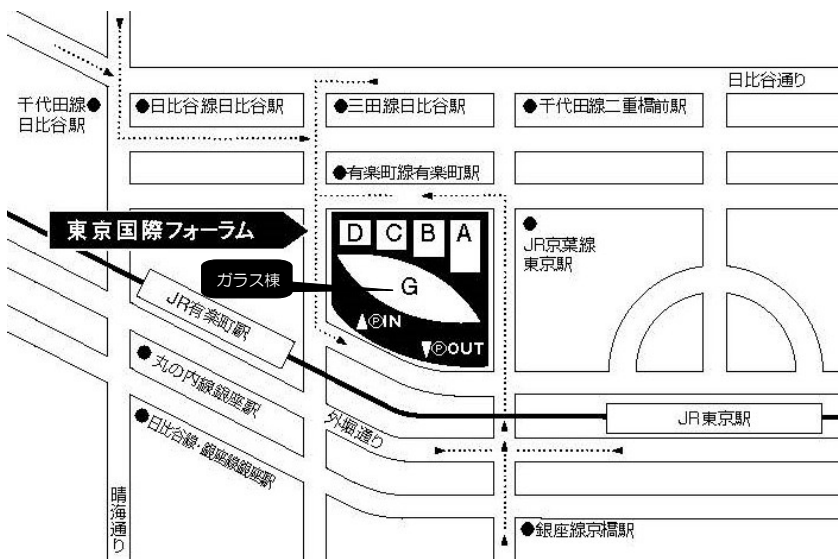 日比谷通り
千代田線
日比谷駅
日比谷線日比谷駅
三田線日比谷駅
千代田線二重橋前駅
有楽町線有楽町駅
東京国際フォーラム
D C B A
JR京葉線
東京駅
ガラス棟
G
JR有楽町駅
ⓅIN
ⓅOUT
丸の内線銀座駅
日比谷線・銀座線銀座駅
外堀通り
JR東京駅
晴海通り
銀座線京橋駅